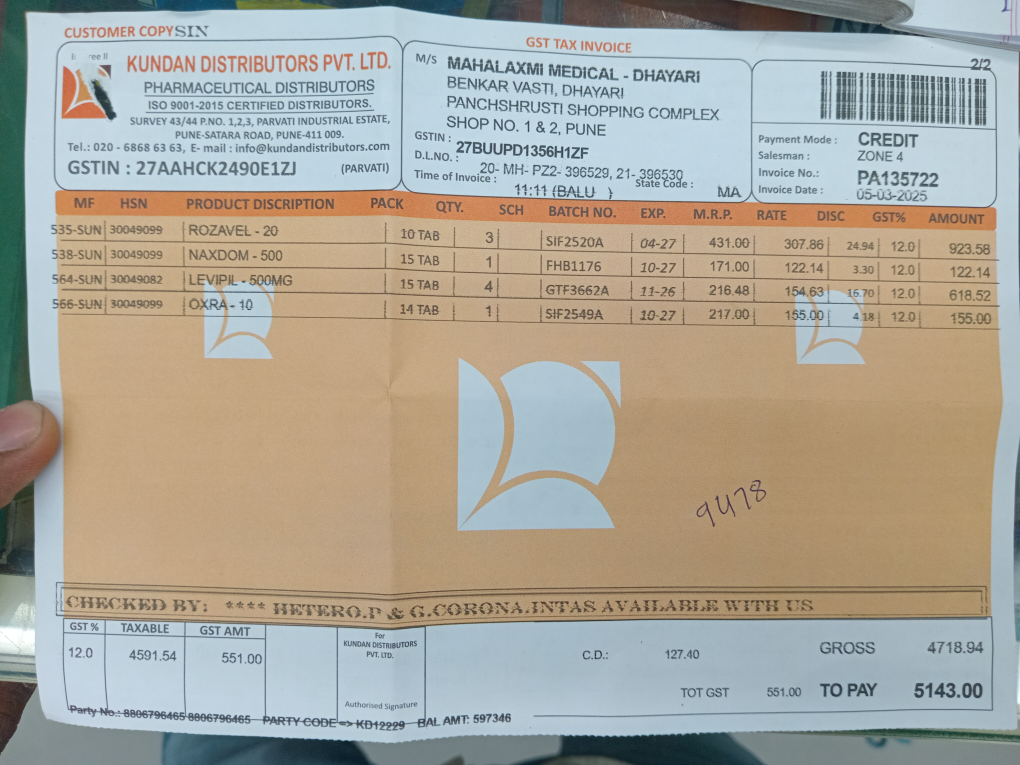 CUSTOMER COPY SIN
GST TAX INVOICE
2/2
KUNDAN DISTRIBUTORS PVT. LTD.
PHARMACEUTICAL DISTRIBUTORS
ISO 9001-2015 CERTIFIED DISTRIBUTORS.
SURVEY 43/44 P.NO. 1,2,3, PARVATI INDUSTRIAL ESTATE,
PUNE-SATARA ROAD, PUNE-411 009.
Tel.: 020 - 6868 63 63, E- mail : info@kundandistributors.com
GSTIN : 27AAHCK2490E1ZJ (PARVATI)
M/S MAHALAXMI MEDICAL - DHAYARI
BENKAR VASTI, DHAYARI
PANCHSHRUSTI SHOPPING COMPLEX
SHOP NO. 1 & 2, PUNE
GSTIN : 27BUUPD1356H1ZF
D.L.NO. : 20- MH- PZ2- 396529, 21- 396530
Time of Invoice : 11:11 (BALU ) State Code : MA
Payment Mode : CREDIT
Salesman : ZONE 4
Invoice No.: PA135722
Invoice Date : 05-03-2025
MF HSN PRODUCT DISCRIPTION PACK QTY. SCH BATCH NO. EXP. M.R.P. RATE DISC GST% AMOUNT
535-SUN 30049099 ROZAVEL - 20 10 TAB 3 SIF2520A 04-27 431.00 307.86 24.94 12.0 923.58
538-SUN 30049099 NAXDOM - 500 15 TAB 1 FHB1176 10-27 171.00 122.14 3.30 12.0 122.14
564-SUN 30049082 LEVIPIL - 500MG 15 TAB 4 GTF3662A 11-26 216.48 154.63 16.70 12.0 618.52
566-SUN 30049099 OXRA - 10 14 TAB 1 SIF2549A 10-27 217.00 155.00 4.18 12.0 155.00
9478
CHECKED BY: **** HETERO.P & G.CORONA.INTAS AVAILABLE WITH US
GST % TAXABLE GST AMT
12.0 4591.54 551.00
For
KUNDAN DISTRIBUTORS
PVT. LTD.
Authorised Signature
C.D.: 127.40 GROSS 4718.94
TOT GST 551.00 TO PAY 5143.00
Party No.: 8806796465 8806796465 PARTY CODE => KD12229 BAL AMT: 597346